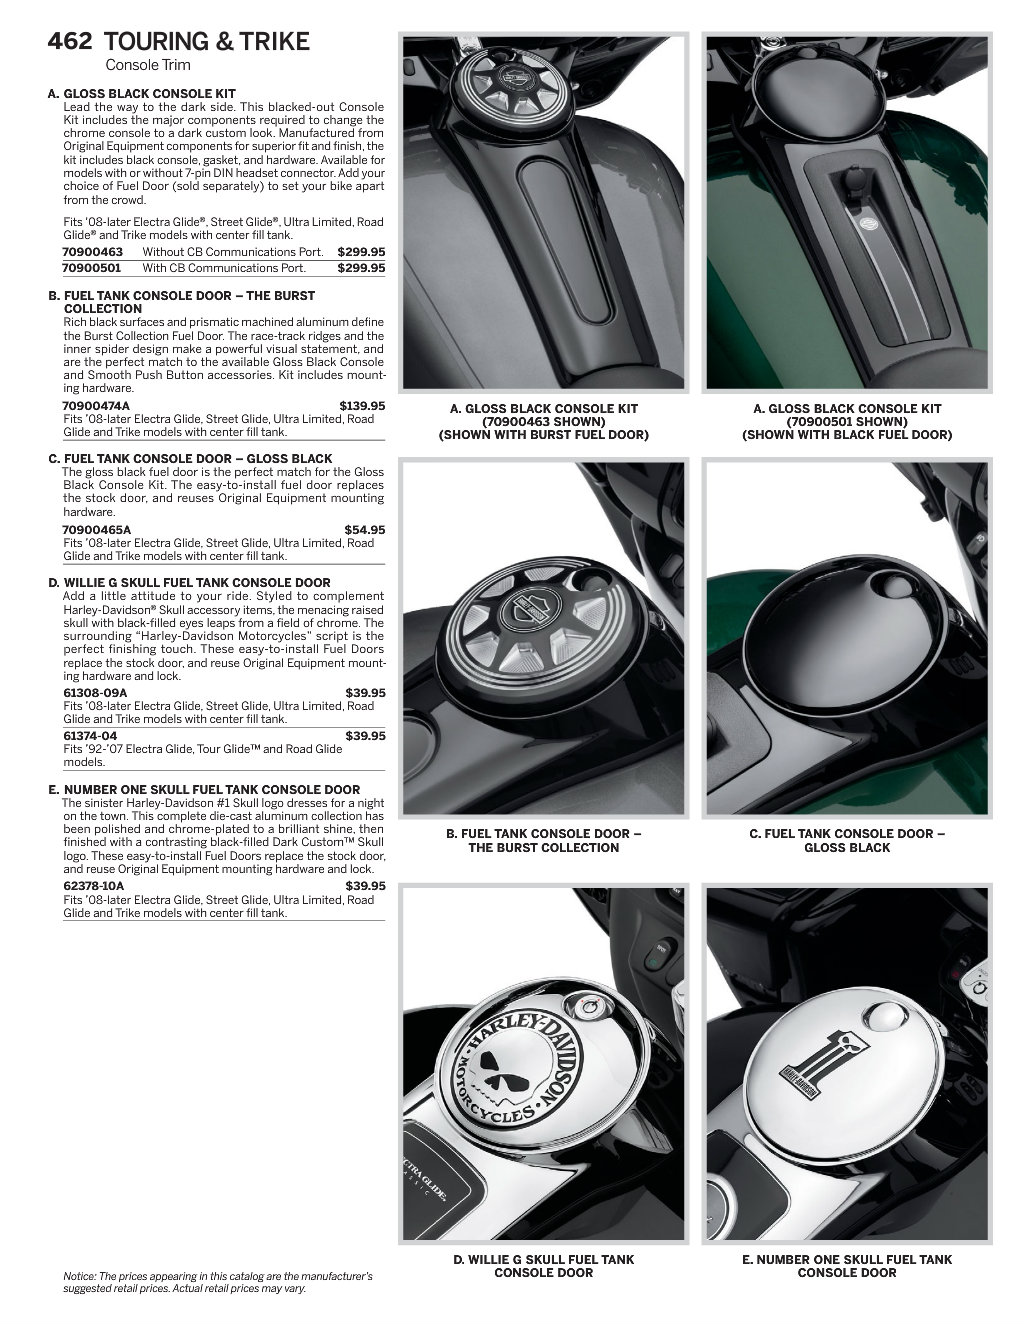 462 TOURING & TRIKE
Console Trim
A. GLOSS BLACK CONSOLE KIT
Lead the way to the dark side. This blacked-out Console
Kit includes the major components required to change the
chrome console to a dark custom look. Manufactured from
Original Equipment components for superior fit and finish, the
kit includes black console, gasket, and hardware. Available for
models with or without 7-pin DIN headset connector. Add your
choice of Fuel Door (sold separately) to set your bike apart
from the crowd.
Fits '08-later Electra Glide®, Street Glide®, Ultra Limited, Road
Glide® and Trike models with center fill tank.
70900463 Without CB Communications Port. $299.95
70900501 With CB Communications Port. $299.95
B. FUEL TANK CONSOLE DOOR – THE BURST
COLLECTION
Rich black surfaces and prismatic machined aluminum define
the Burst Collection Fuel Door. The race-track ridges and the
inner spider design make a powerful visual statement, and
are the perfect match to the available Gloss Black Console
and Smooth Push Button accessories. Kit includes mount-
ing hardware.
70900474A $139.95
Fits '08-later Electra Glide, Street Glide, Ultra Limited, Road
Glide and Trike models with center fill tank.
C. FUEL TANK CONSOLE DOOR – GLOSS BLACK
The gloss black fuel door is the perfect match for the Gloss
Black Console Kit. The easy-to-install fuel door replaces
the stock door, and reuses Original Equipment mounting
hardware.
70900465A $54.95
Fits '08-later Electra Glide, Street Glide, Ultra Limited, Road
Glide and Trike models with center fill tank.
D. WILLIE G SKULL FUEL TANK CONSOLE DOOR
Add a little attitude to your ride. Styled to complement
Harley-Davidson® Skull accessory items, the menacing raised
skull with black-filled eyes leaps from a field of chrome. The
surrounding “Harley-Davidson Motorcycles” script is the
perfect finishing touch. These easy-to-install Fuel Doors
replace the stock door, and reuse Original Equipment mount-
ing hardware and lock.
61308-09A $39.95
Fits '08-later Electra Glide, Street Glide, Ultra Limited, Road
Glide and Trike models with center fill tank.
61374-04 $39.95
Fits '92-'07 Electra Glide, Tour Glide™ and Road Glide
models.
E. NUMBER ONE SKULL FUEL TANK CONSOLE DOOR
The sinister Harley-Davidson #1 Skull logo dresses for a night
on the town. This complete die-cast aluminum collection has
been polished and chrome-plated to a brilliant shine, then
finished with a contrasting black-filled Dark Custom™ Skull
logo. These easy-to-install Fuel Doors replace the stock door,
and reuse Original Equipment mounting hardware and lock.
62378-10A $39.95
Fits '08-later Electra Glide, Street Glide, Ultra Limited, Road
Glide and Trike models with center fill tank.
Notice: The prices appearing in this catalog are the manufacturer's
suggested retail prices. Actual retail prices may vary.
A. GLOSS BLACK CONSOLE KIT
(70900463 SHOWN)
(SHOWN WITH BURST FUEL DOOR)
A. GLOSS BLACK CONSOLE KIT
(70900501 SHOWN)
(SHOWN WITH BLACK FUEL DOOR)
HARLEY-DAVIDSON
B. FUEL TANK CONSOLE DOOR –
THE BURST COLLECTION
C. FUEL TANK CONSOLE DOOR –
GLOSS BLACK
HARLEY-DAVIDSON
MOTORCYCLES
CTRA GLIDE.
ASSIC
D. WILLIE G SKULL FUEL TANK
CONSOLE DOOR
1
HARLEY-DAVIDSON
E. NUMBER ONE SKULL FUEL TANK
CONSOLE DOOR